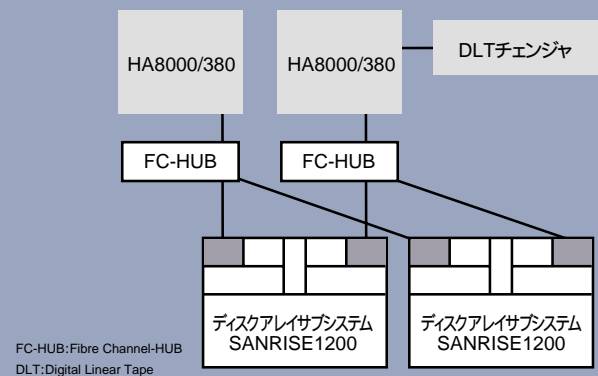 HA8000/380
HA8000/380
DLTチェンジャ
FC-HUB
FC-HUB
ディスクアレイサブシステム
SANRISE1200
ディスクアレイサブシステム
SANRISE1200
FC-HUB:Fibre Channel-HUB
DLT:Digital Linear Tape